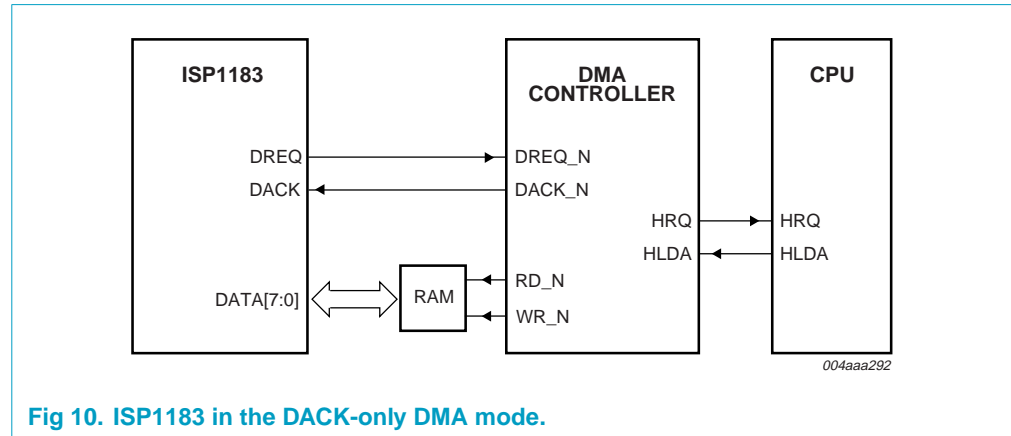 ISP1183
DMA
CONTROLLER
CPU
DREQ
DREQ_N
DACK
DACK_N
HRQ
HRQ
HLDA
HLDA
RD_N
DATA[7:0]
RAM
WR_N
004aaa292
Fig 10. ISP1183 in the DACK-only DMA mode.